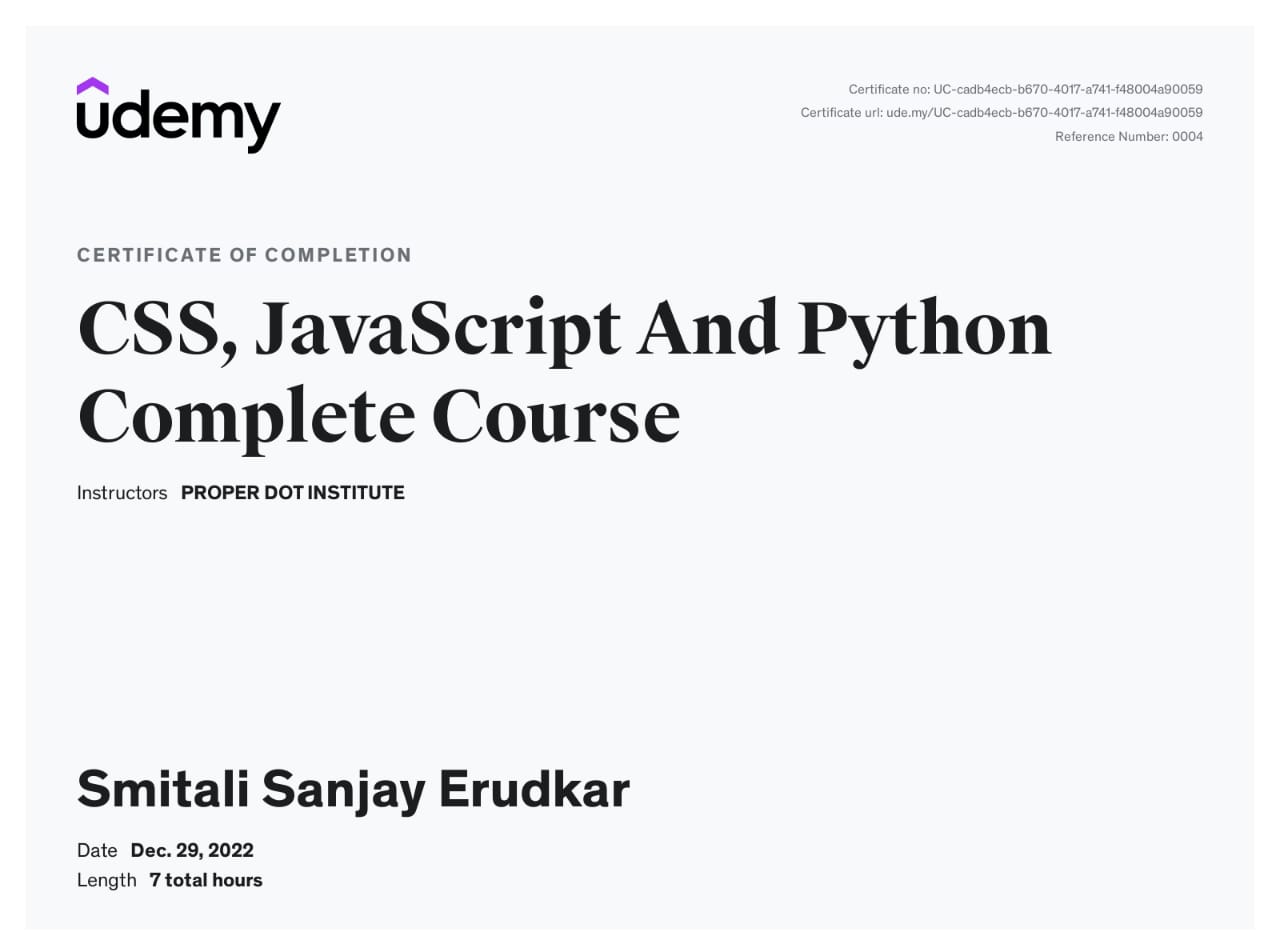 udemy
Certificate no: UC-cadb4ecb-b670-4017-a741-f48004a90059
Certificate url: ude.my/UC-cadb4ecb-b670-4017-a741-f48004a90059
Reference Number: 0004
CERTIFICATE OF COMPLETION
CSS, JavaScript And Python
Complete Course
Instructors PROPER DOT INSTITUTE
Smitali Sanjay Erudkar
Date Dec. 29, 2022
Length 7 total hours